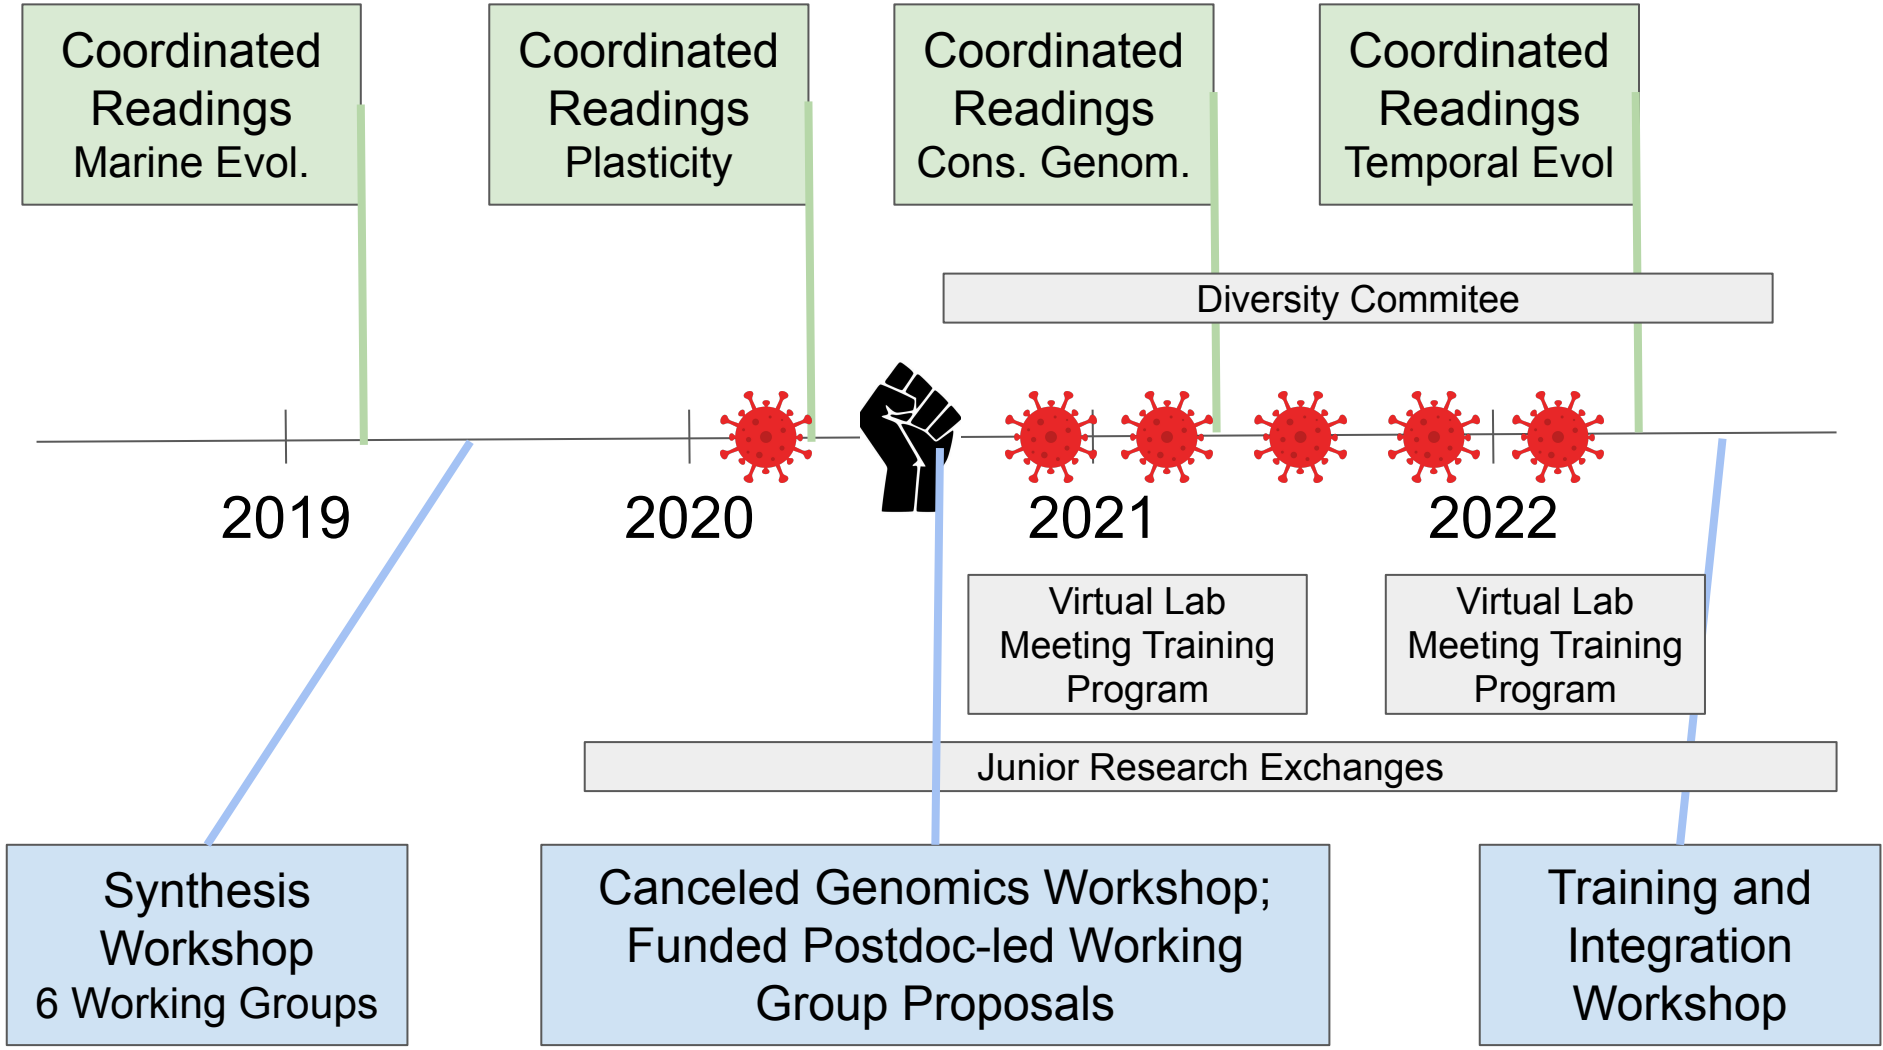 Coordinated
Readings
Marine Evol.
Coordinated
Readings
Plasticity
Coordinated
Readings
Cons. Genom.
Coordinated
Readings
Temporal Evol
Diversity Commitee
2019
2020
2021
2022
Virtual Lab
Meeting Training
Program
Virtual Lab
Meeting Training
Program
Junior Research Exchanges
Synthesis
Workshop
6 Working Groups
Canceled Genomics Workshop;
Funded Postdoc-led Working
Group Proposals
Training and
Integration
Workshop